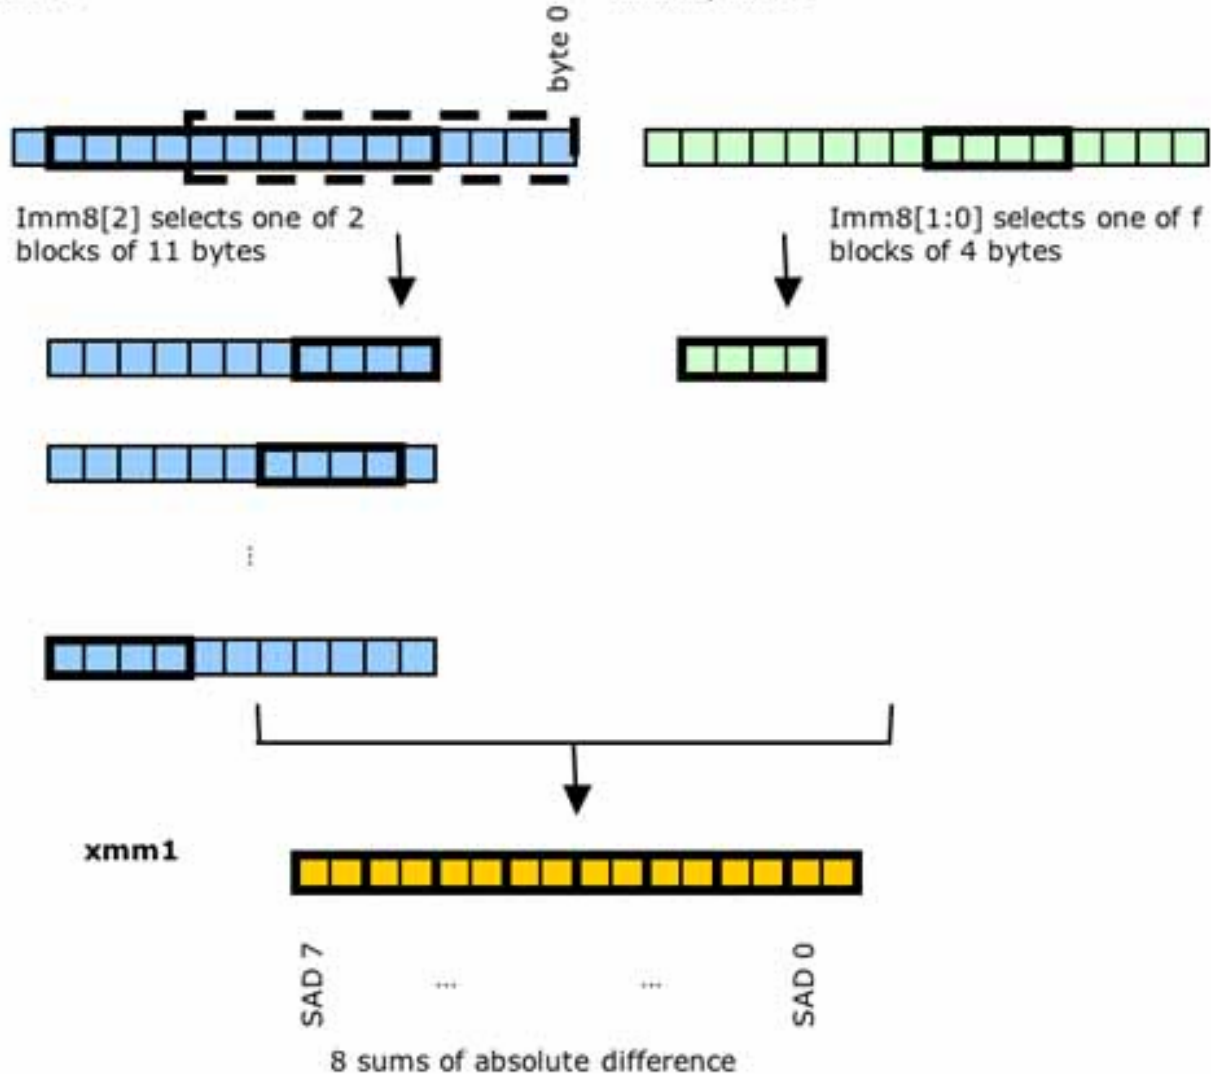 byte 0
Imm8[2] selects one of 2
blocks of 11 bytes
Imm8[1:0] selects one of f
blocks of 4 bytes
...
xmm1
SAD 7
...
...
SAD 0
8 sums of absolute difference